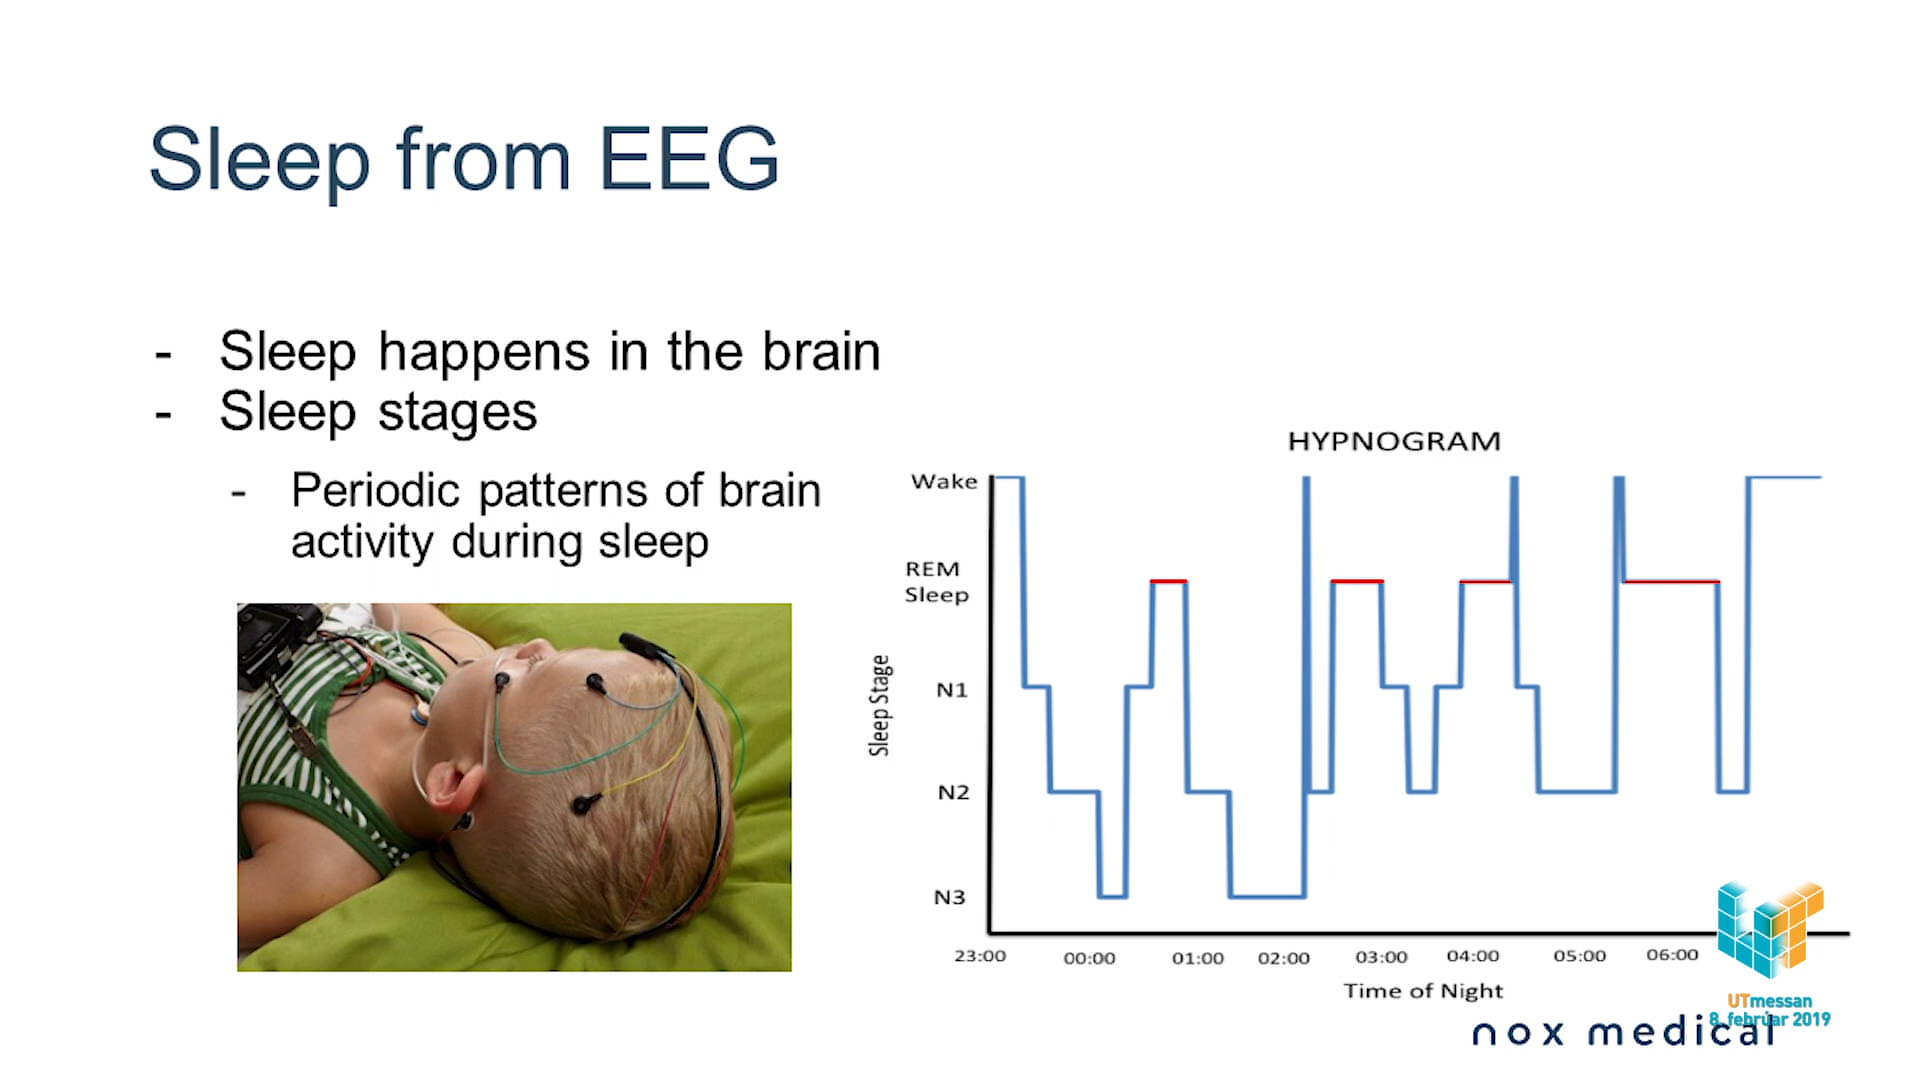 Sleep from EEG
- Sleep happens in the brain
- Sleep stages
- Periodic patterns of brain
activity during sleep
HYPNOGRAM
Wake
REM
Sleep
N1
N2
N3
Sleep Stage
23:00 00:00 01:00 02:00 03:00 04:00 05:00 06:00
Time of Night
UTmessan
8. febrúar 2019
nox medical